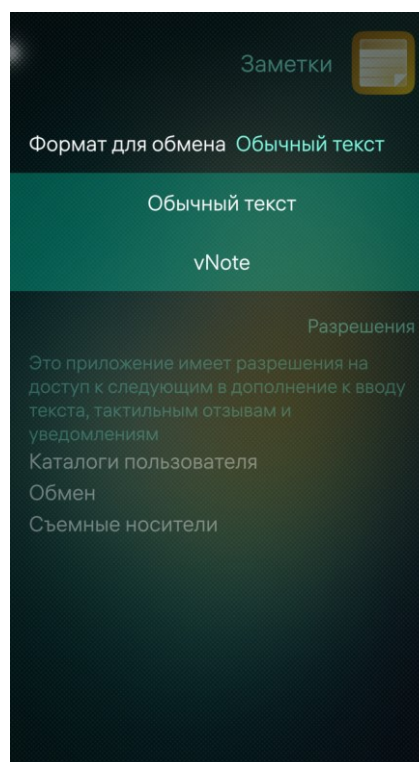 Заметки
Формат для обмена Обычный текст
Обычный текст
vNote
Разрешения
Это приложение имеет разрешения на
доступ к следующим в дополнение к вводу
текста, тактильным отзывам и
уведомлениям
Каталоги пользователя
Обмен
Съемные носители